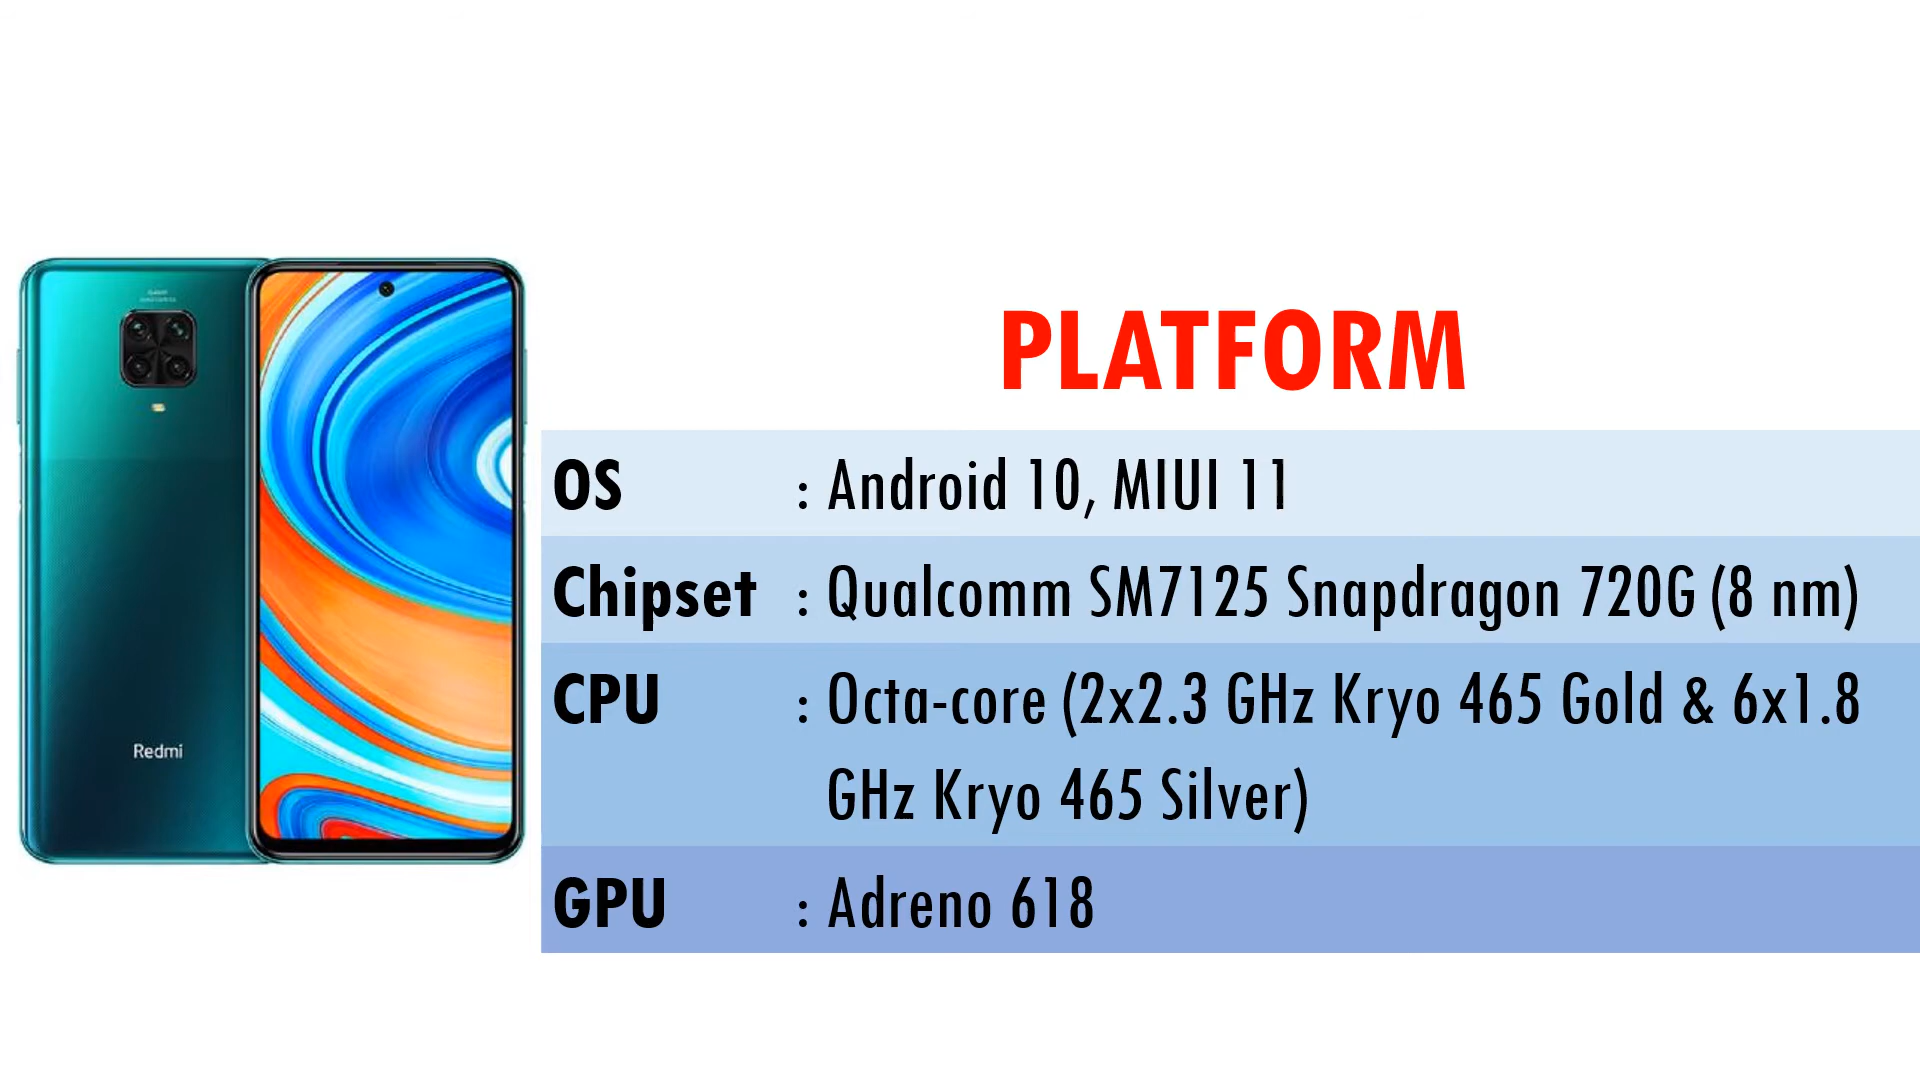 PLATFORM
OS : Android 10, MIUI 11
Chipset : Qualcomm SM7125 Snapdragon 720G (8 nm)
CPU : Octa-core (2x2.3 GHz Kryo 465 Gold & 6x1.8
GHz Kryo 465 Silver)
GPU : Adreno 618
Redmi